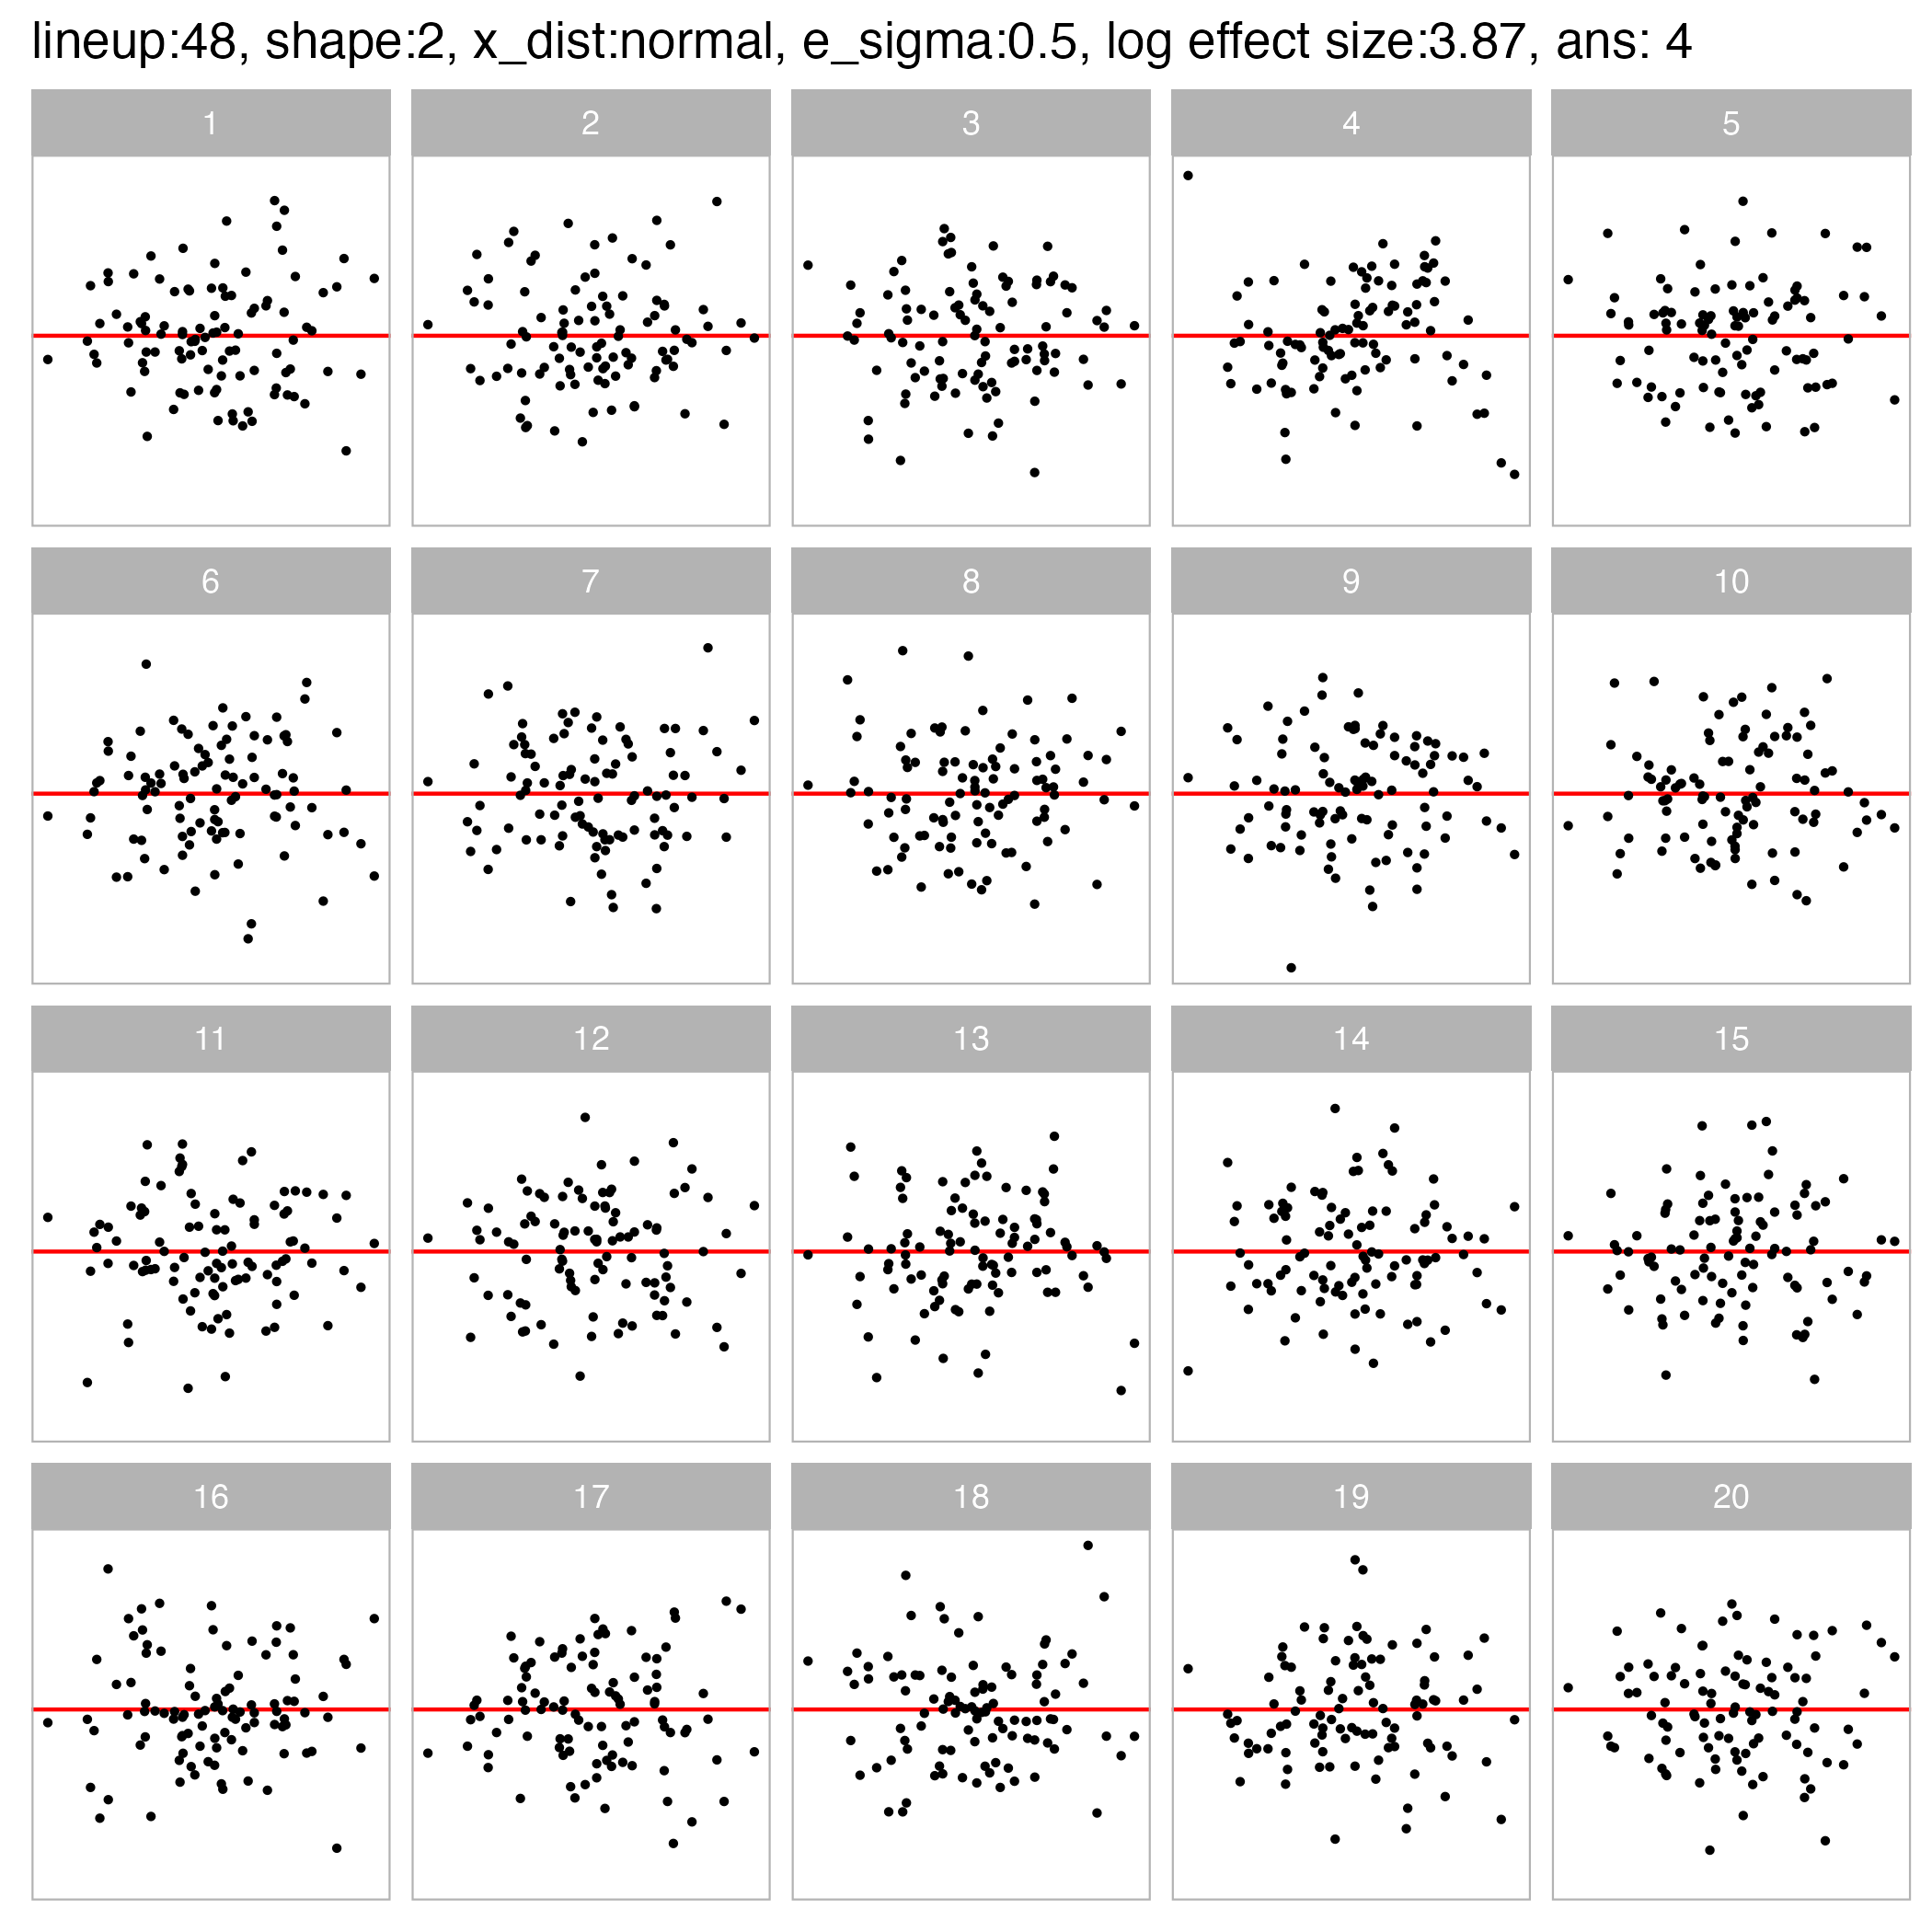 lineup:48, shape:2, x_dist:normal, e_sigma:0.5, log effect size:3.87, ans: 4
1 2 3 4 5
6 7 8 9 10
11 12 13 14 15
16 17 18 19 20